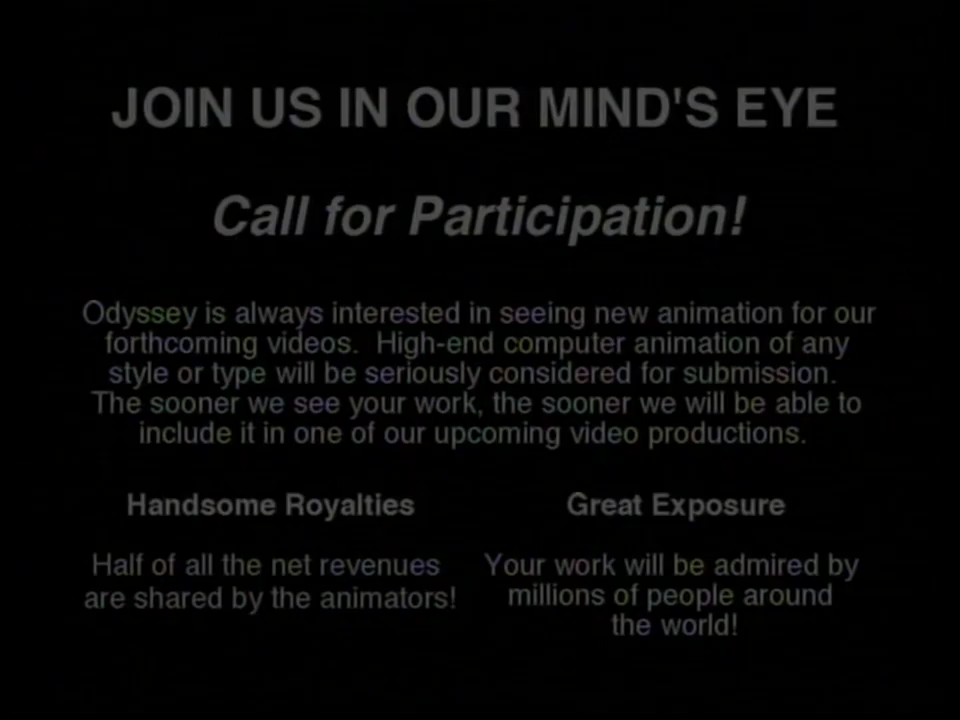 JOIN US IN OUR MIND'S EYE
Call for Participation!
Odyssey is always interested in seeing new animation for our
forthcoming videos.  High-end computer animation of any
style or type will be seriously considered for submission.
The sooner we see your work, the sooner we will be able to
include it in one of our upcoming video productions.
Handsome Royalties
Half of all the net revenues
are shared by the animators!
Great Exposure
Your work will be admired by
millions of people around
the world!